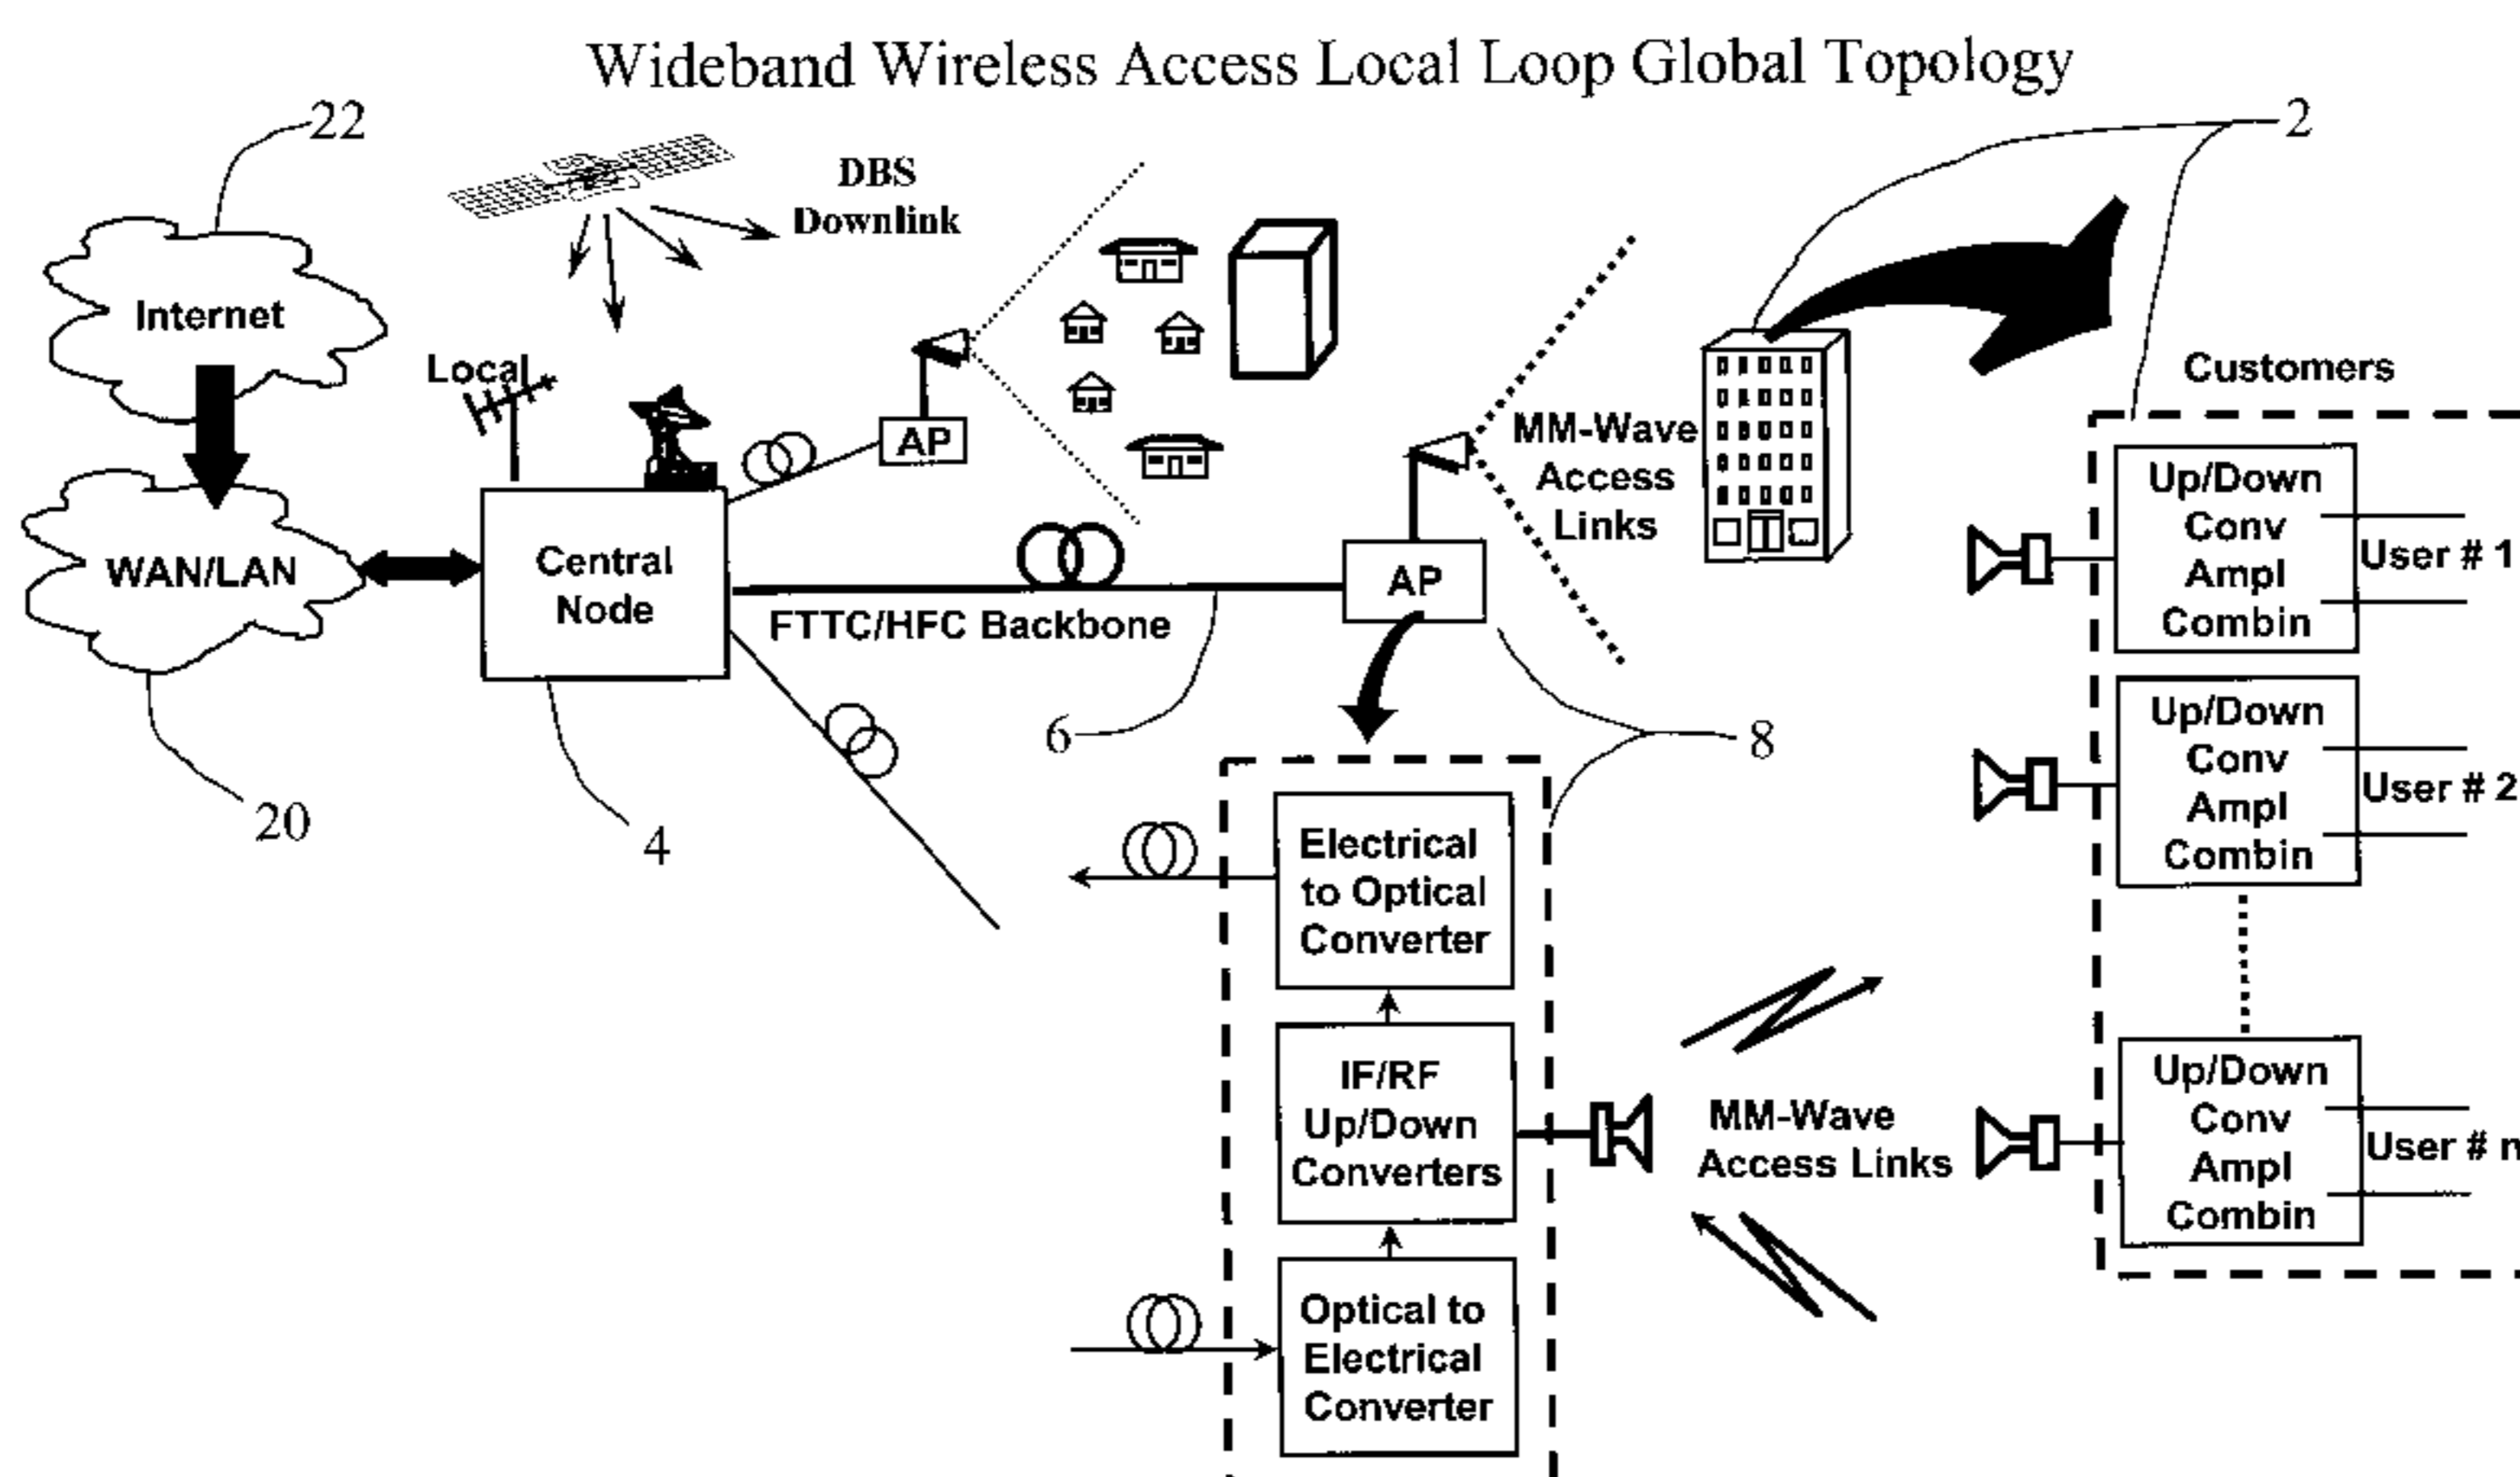 Wideband Wireless Access Local Loop Global Topology
22
2
DBS
Downlink
Internet
Local
Customers
AP
MM-Wave
Access
Links
Up/Down
Conv
Ampl
Combin
User # 1
WAN/LAN
Central
Node
AP
FTTC/HFC Backbone
Up/Down
Conv
Ampl
Combin
User # 2
6
8
20
4
Electrical
to Optical
Converter
IF/RF
Up/Down
Converters
MM-Wave
Access Links
Up/Down
Conv
Ampl
Combin
User # n
Optical to
Electrical
Converter